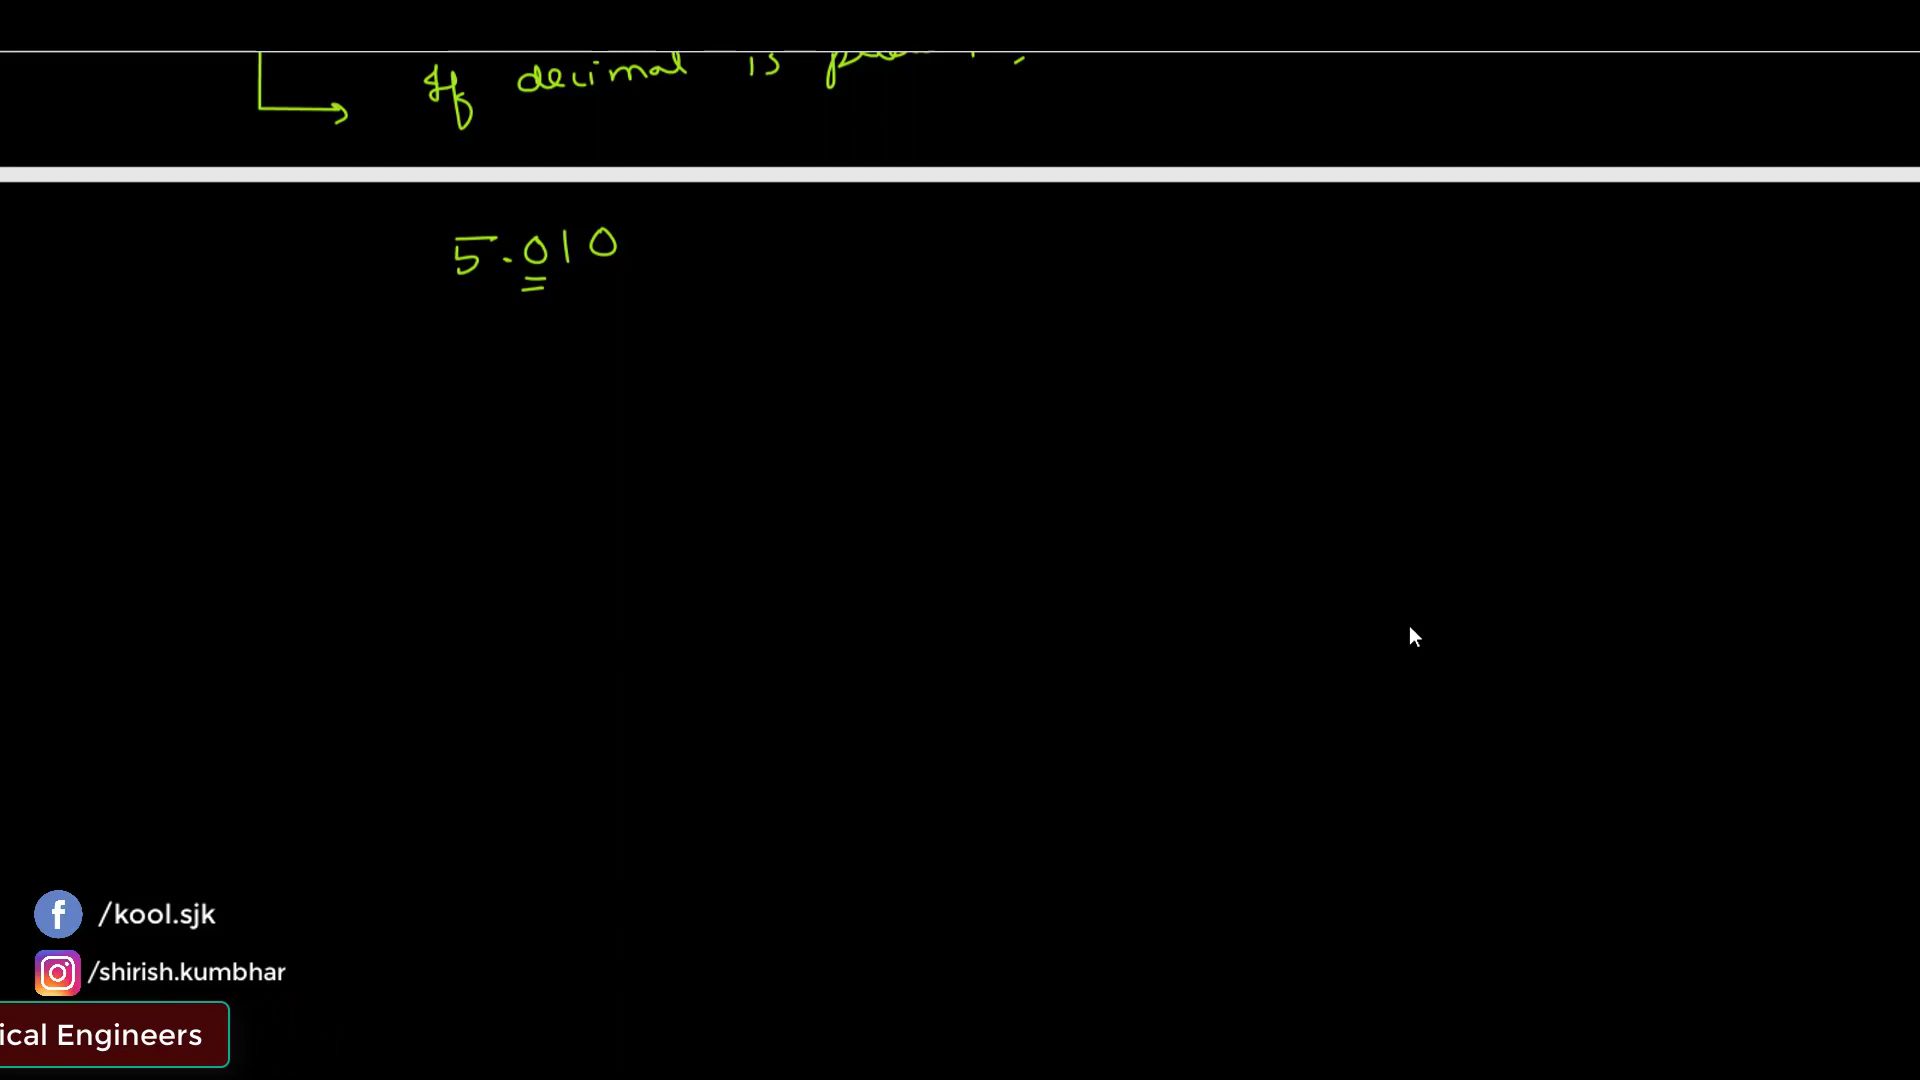 If decimal is
5.010
/kool.sjk
/shirish.kumbhar
ical Engineers